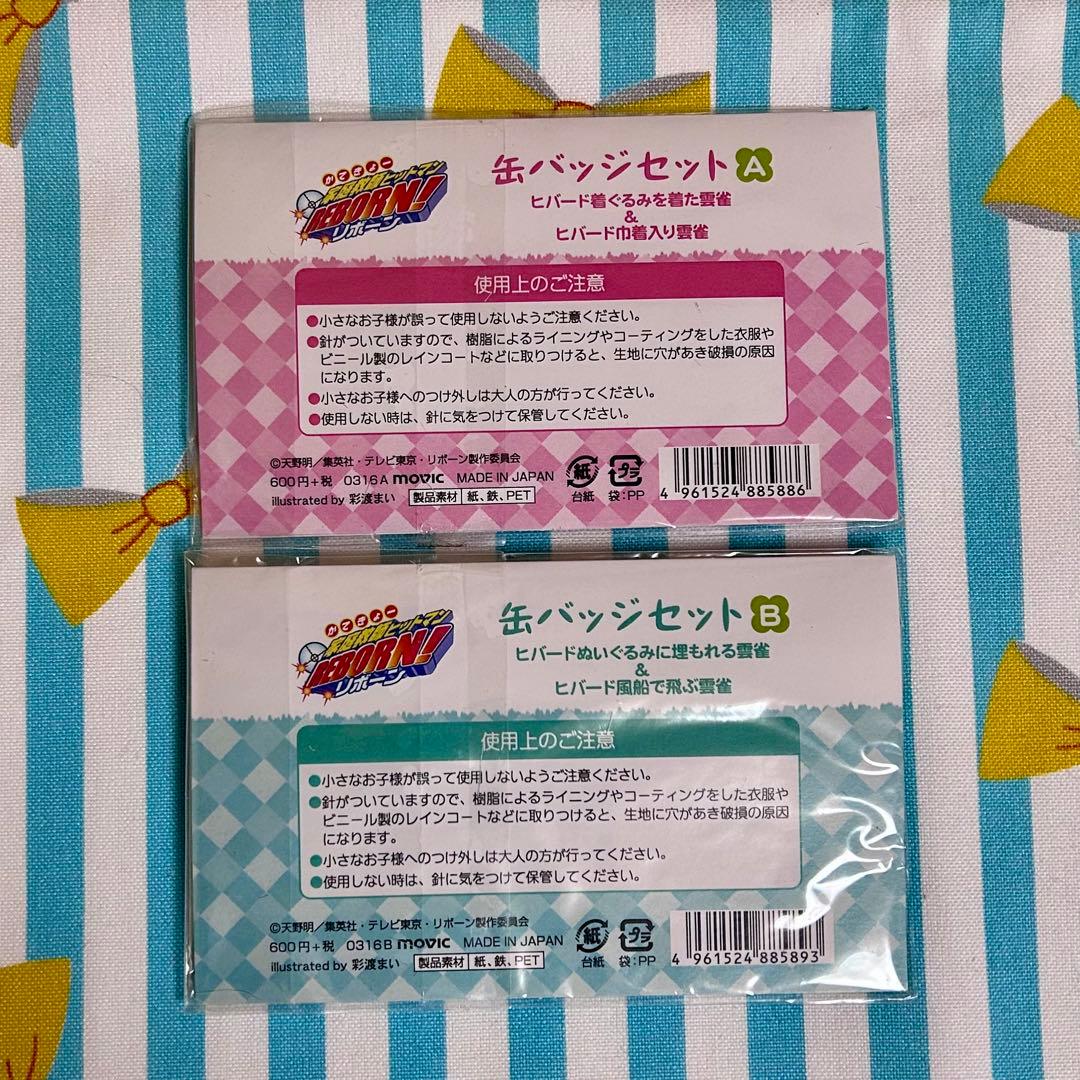 かてきょー
家庭教師ヒットマン
REBORN!
リボーン
缶バッジセット A
ヒバード着ぐるみを着た雲雀
&
ヒバード巾着入り雲雀
使用上のご注意
●小さなお子様が誤って使用しないようご注意ください。
●針がついていますので、樹脂によるライニングやコーティングをした衣服や
ビニール製のレインコートなどに取りつけると、生地に穴があき破損の原因
になります。
●小さなお子様へのつけ外しは大人の方が行ってください。
●使用しない時は、針に気をつけて保管してください。
©天野明/集英社・テレビ東京・リボーン製作委員会
600円+税 0316A movic MADE IN JAPAN
illustrated by 彩渡まい 製品素材 紙、鉄、PET
紙 プラ
台紙 袋:PP
4 961524 885886
かてきょー
家庭教師ヒットマン
REBORN!
リボーン
缶バッジセット B
ヒバードぬいぐるみに埋もれる雲雀
&
ヒバード風船で飛ぶ雲雀
使用上のご注意
●小さなお子様が誤って使用しないようご注意ください。
●針がついていますので、樹脂によるライニングやコーティングをした衣服や
ビニール製のレインコートなどに取りつけると、生地に穴があき破損の原因
になります。
●小さなお子様へのつけ外しは大人の方が行ってください。
●使用しない時は、針に気をつけて保管してください。
©天野明/集英社・テレビ東京・リボーン製作委員会
600円+税 0316B movic MADE IN JAPAN
illustrated by 彩渡まい 製品素材 紙、鉄、PET
紙 プラ
台紙 袋:PP
4 961524 885893